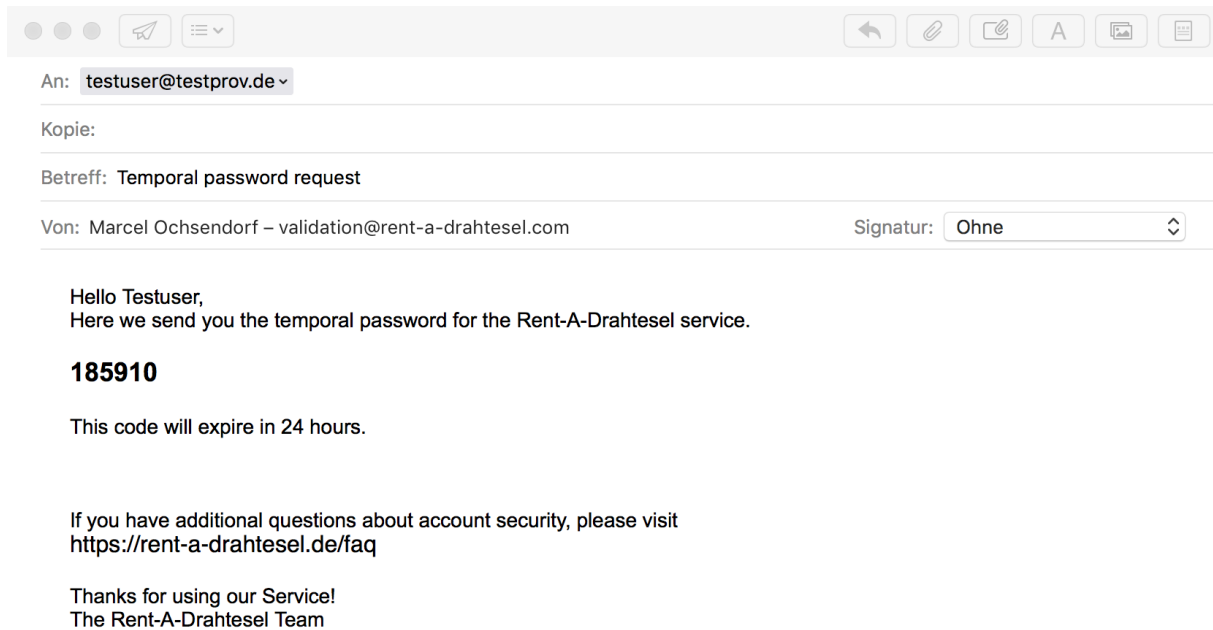 An: testuser@testprov.de
Kopie:
Betreff: Temporal password request
Von: Marcel Ochsendorf – validation@rent-a-drahtesel.com Signatur: Ohne
Hello Testuser,
Here we send you the temporal password for the Rent-A-Drahtesel service.
185910
This code will expire in 24 hours.
If you have additional questions about account security, please visit
https://rent-a-drahtesel.de/faq
Thanks for using our Service!
The Rent-A-Drahtesel Team